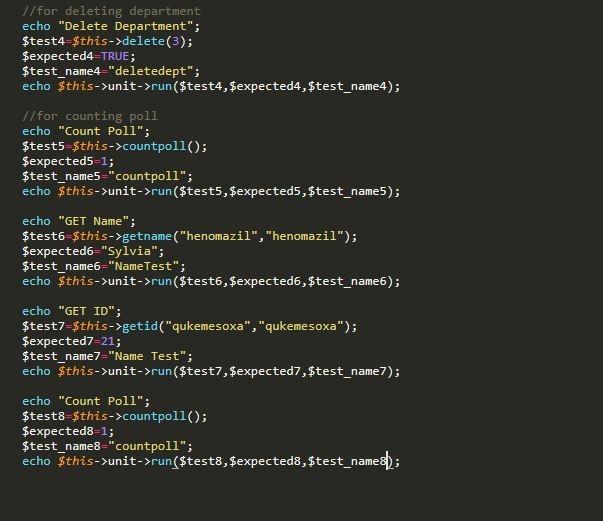 //for deleting department
echo "Delete Department";
$test4=$this->delete(3);
$expected4=TRUE;
$test_name4="deletedept";
echo $this->unit->run($test4,$expected4,$test_name4);
//for counting poll
echo "Count Poll";
$test5=$this->countpoll();
$expected5=1;
$test_name5="countpoll";
echo $this->unit->run($test5,$expected5,$test_name5);
echo "GET Name";
$test6=$this->getname("henomazil","henomazil");
$expected6="Sylvia";
$test_name6="NameTest";
echo $this->unit->run($test6,$expected6,$test_name6);
echo "GET ID";
$test7=$this->getid("qukemesoxa","qukemesoxa");
$expected7=21;
$test_name7="Name Test";
echo $this->unit->run($test7,$expected7,$test_name7);
echo "Count Poll";
$test8=$this->countpoll();
$expected8=1;
$test_name8="countpoll";
echo $this->unit->run($test8,$expected8,$test_name8);